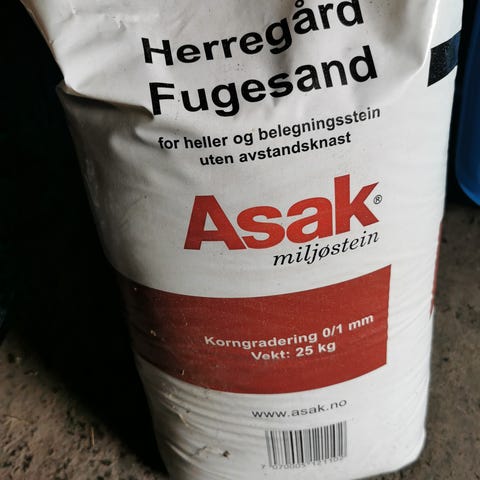 Herregård
Fugesand
for heller og belegningsstein
uten avstandsknast
Asak®
miljøstein
Korngradering 0/1 mm
Vekt: 25 kg
www.asak.no